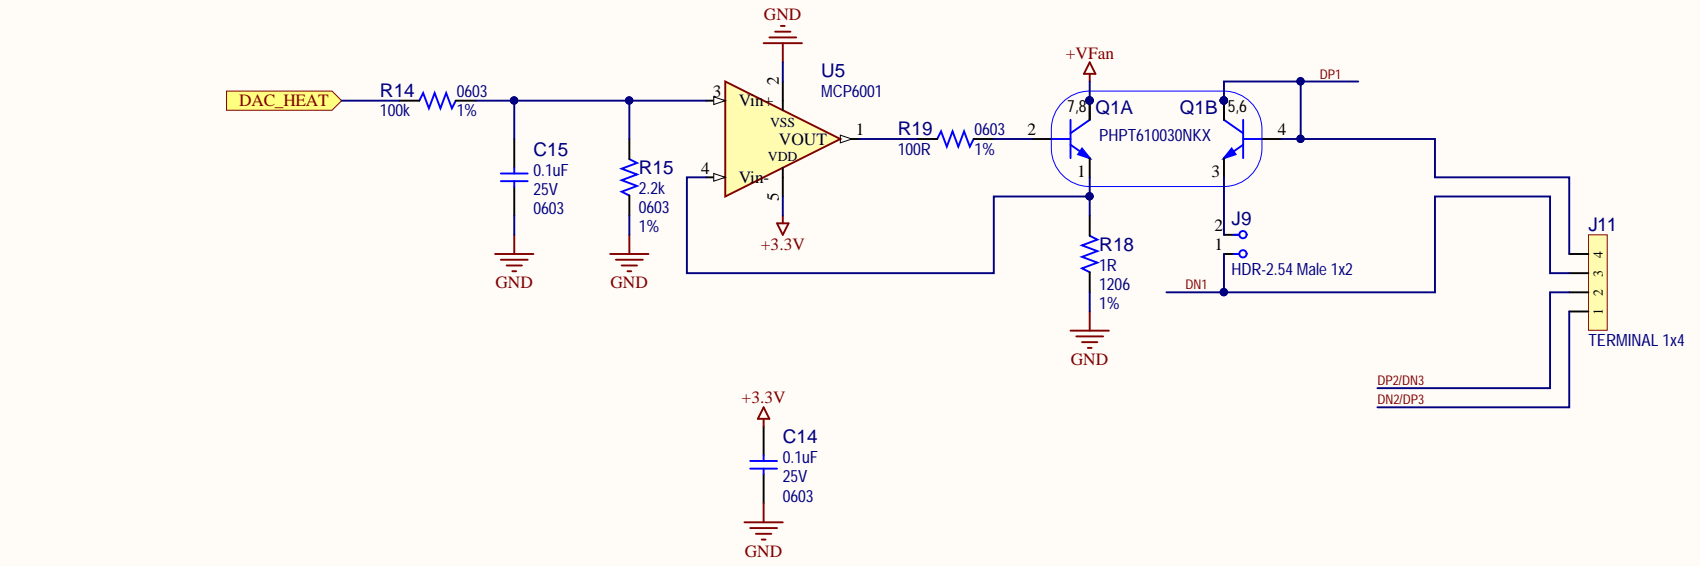 GND
DAC_HEAT
R14
100k
0603
1%
C15
0.1uF
25V
0603
GND
R15
2.2k
0603
1%
GND
3
4
2
5
1
Vin+
VSS
VOUT
VDD
Vin-
U5
MCP6001
+3.3V
R19
100R
0603
1%
+VFan
2
7,8
Q1A
Q1B
5,6
PHPT610030NKX
1
3
4
DP1
R18
1R
1206
1%
GND
2
J9
1
HDR-2.54 Male 1x2
DN1
J11
4
3
2
1
TERMINAL 1x4
DP2/DN3
DN2/DP3
+3.3V
C14
0.1uF
25V
0603
GND